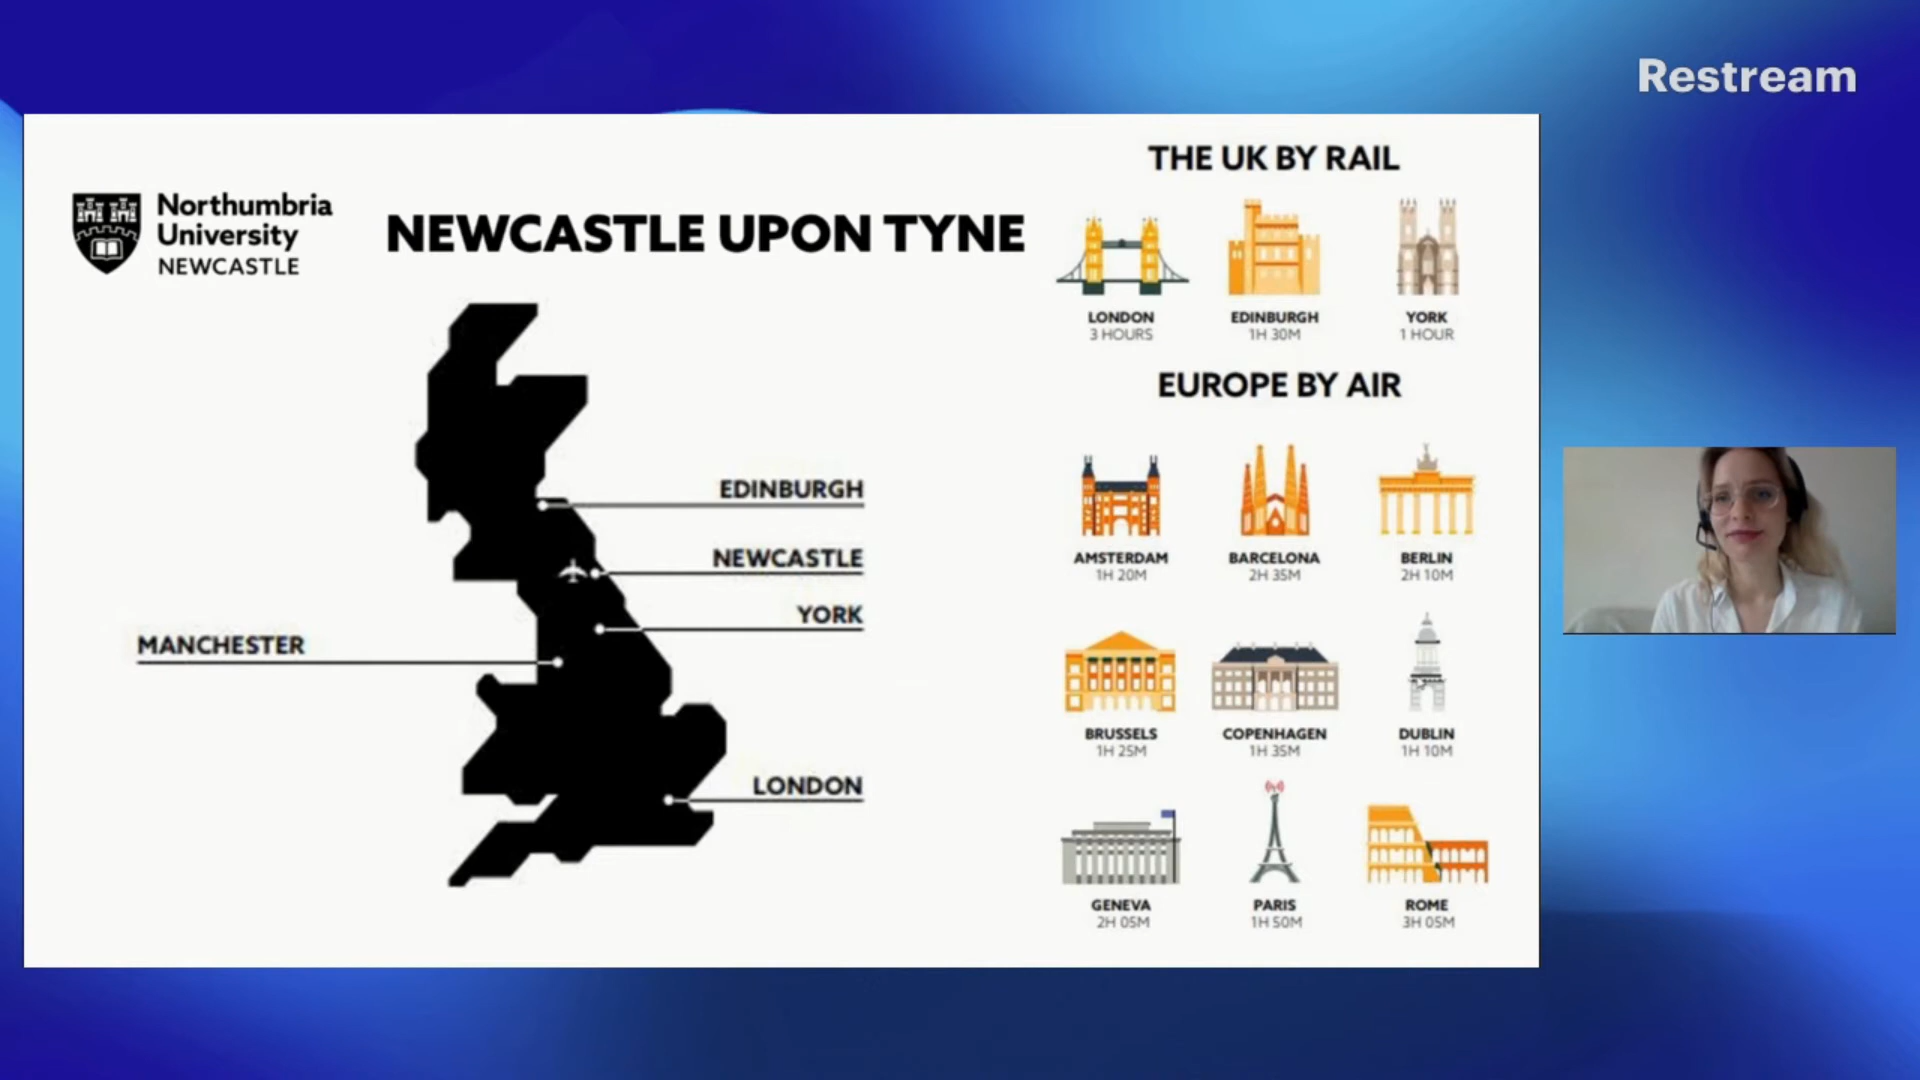 Restream
Northumbria
University
NEWCASTLE
NEWCASTLE UPON TYNE
EDINBURGH
NEWCASTLE
YORK
MANCHESTER
LONDON
THE UK BY RAIL
LONDON
3 HOURS
EDINBURGH
1H 30M
YORK
1 HOUR
EUROPE BY AIR
AMSTERDAM
1H 20M
BARCELONA
2H 35M
BERLIN
2H 10M
BRUSSELS
1H 25M
COPENHAGEN
1H 35M
DUBLIN
1H 10M
GENEVA
2H 05M
PARIS
1H 50M
ROME
3H 05M